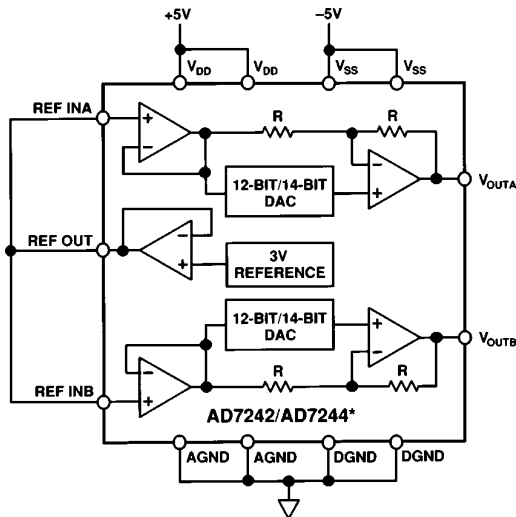 +5V
−5V
VDD
VDD
VSS
VSS
REF INA
R
R
+
−
−
+
12-BIT/14-BIT
DAC
VOUTA
REF OUT
−
+
3V
REFERENCE
12-BIT/14-BIT
DAC
+
−
VOUTB
−
+
R
R
REF INB
AD7242/AD7244*
AGND
AGND
DGND
DGND